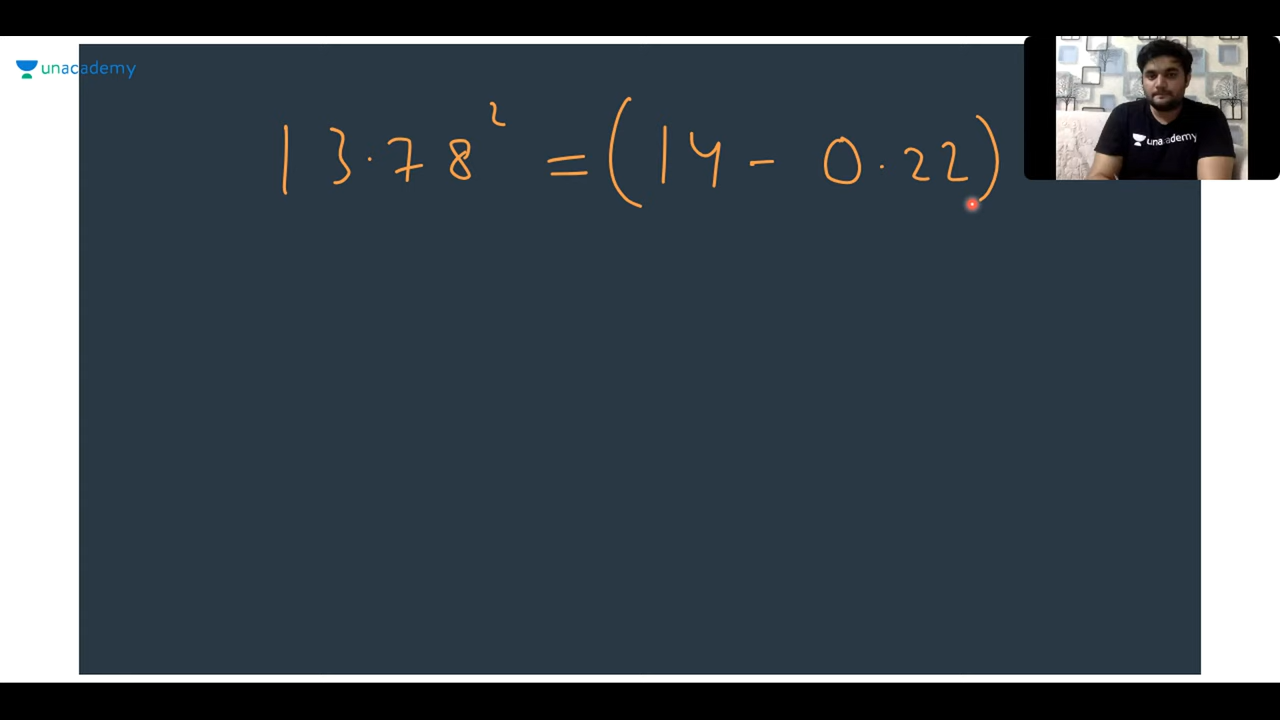 unacademy
13.78² = (14 - 0.22)
unacademy